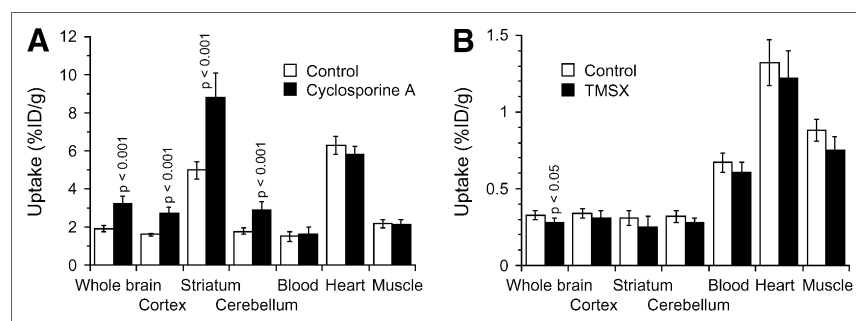 A
Uptake (%ID/g)
12
10
8
6
4
2
0
Control
Cyclosporine A
p < 0.001
p < 0.001
p < 0.001
p < 0.001
Whole brain
Cortex
Striatum
Cerebellum
Blood
Heart
Muscle
B
Uptake (%ID/g)
1.5
1
0.5
0
Control
TMSX
p < 0.05
Whole brain
Cortex
Striatum
Cerebellum
Blood
Heart
Muscle